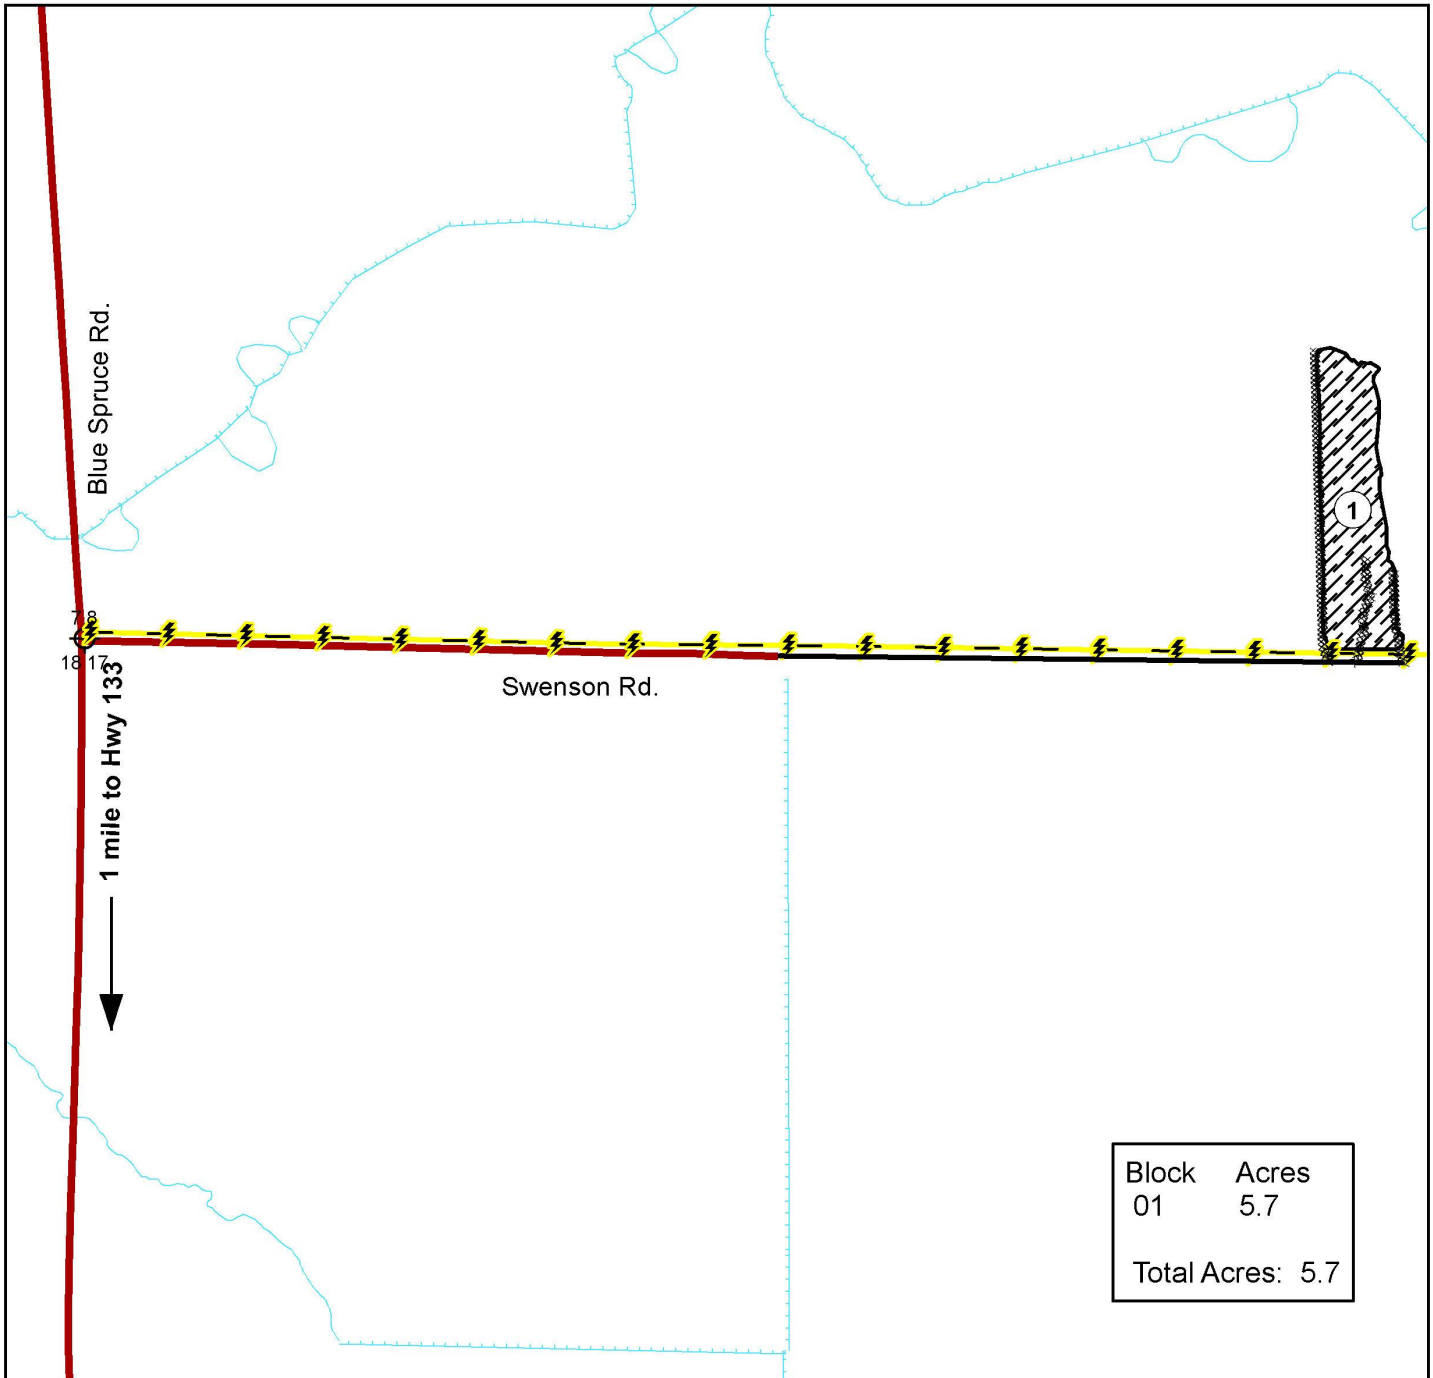 Blue Spruce Rd.
1
7 8
18 17
1 mile to Hwy 133
Swenson Rd.
Block Acres
01 5.7
Total Acres: 5.7